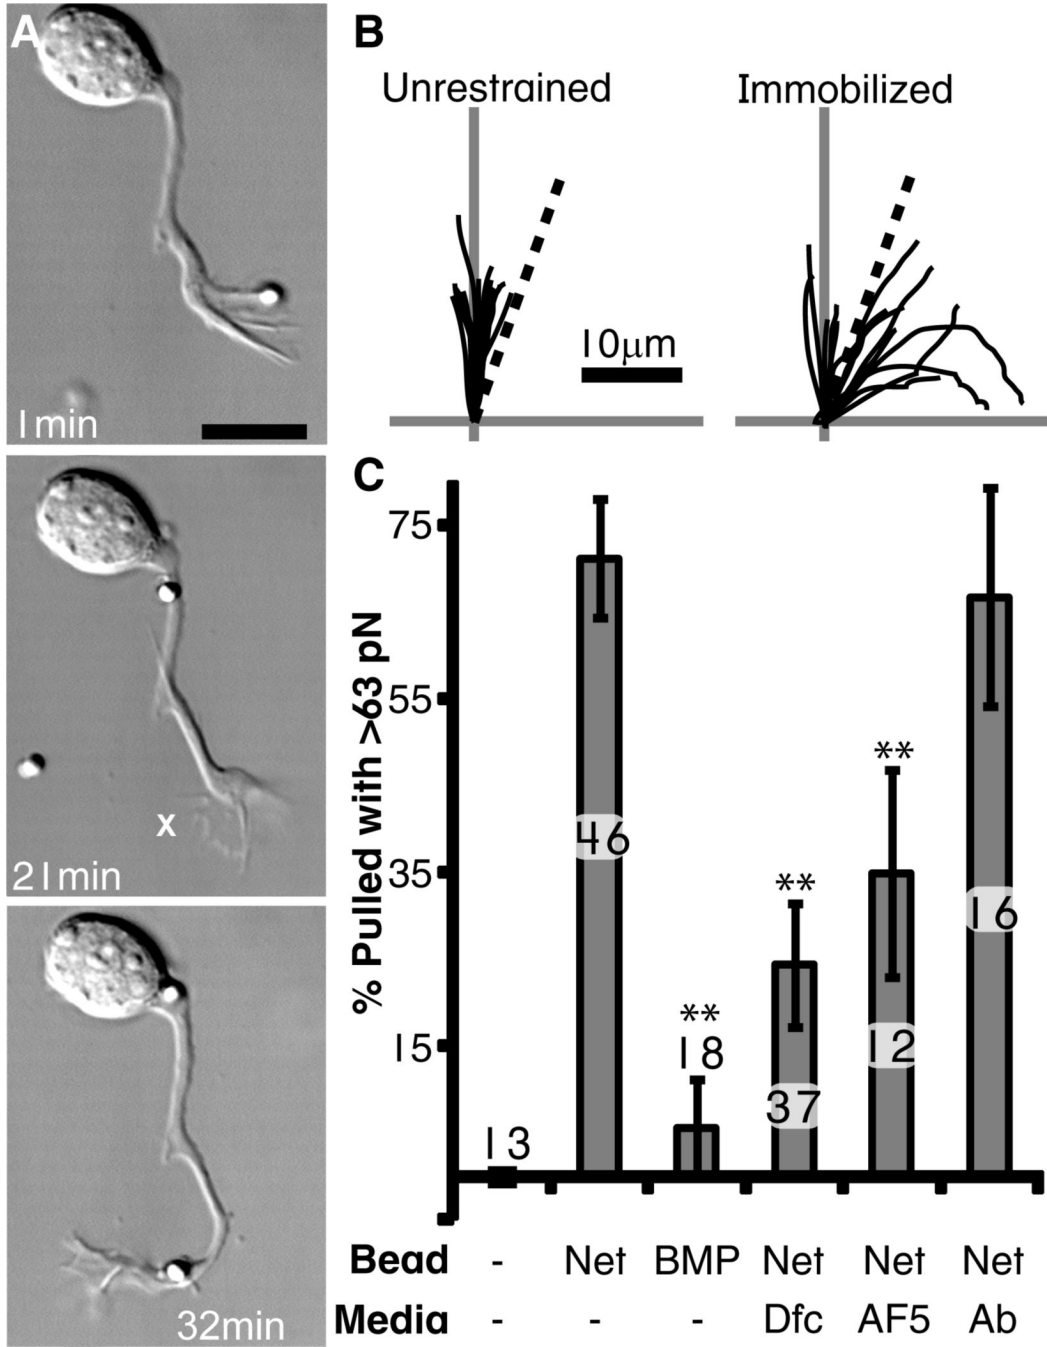 A
1min
21min
x
32min
B
Unrestrained
Immobilized
10μm
C
% Pulled with >63 pN
75
55
35
15
13
46
**
18
**
37
**
12
16
Bead - Net BMP Net Net Net
Media - - - Dfc AF5 Ab